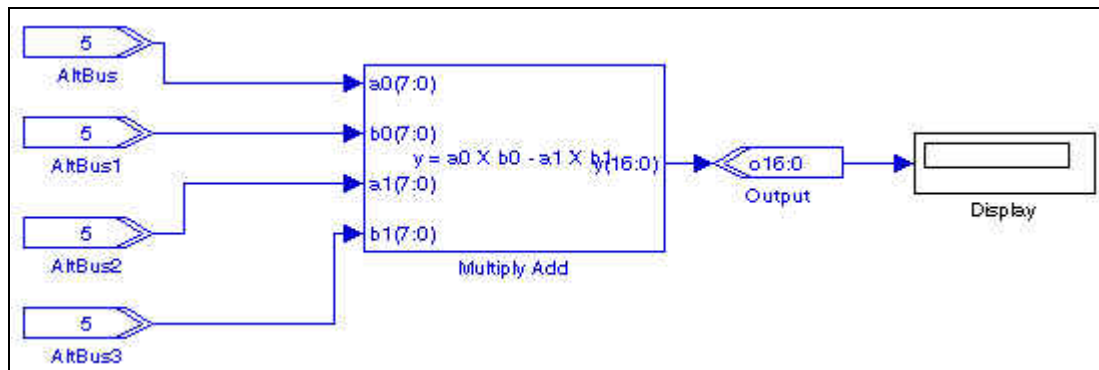 5
AltBus
5
AltBus1
5
AltBus2
5
AltBus3
a0(7:0)
b0(7:0)
y = a0 X b0 - a1 X b1
a1(7:0)
b1(7:0)
y(16:0)
Multiply Add
o16:0
Output
Display